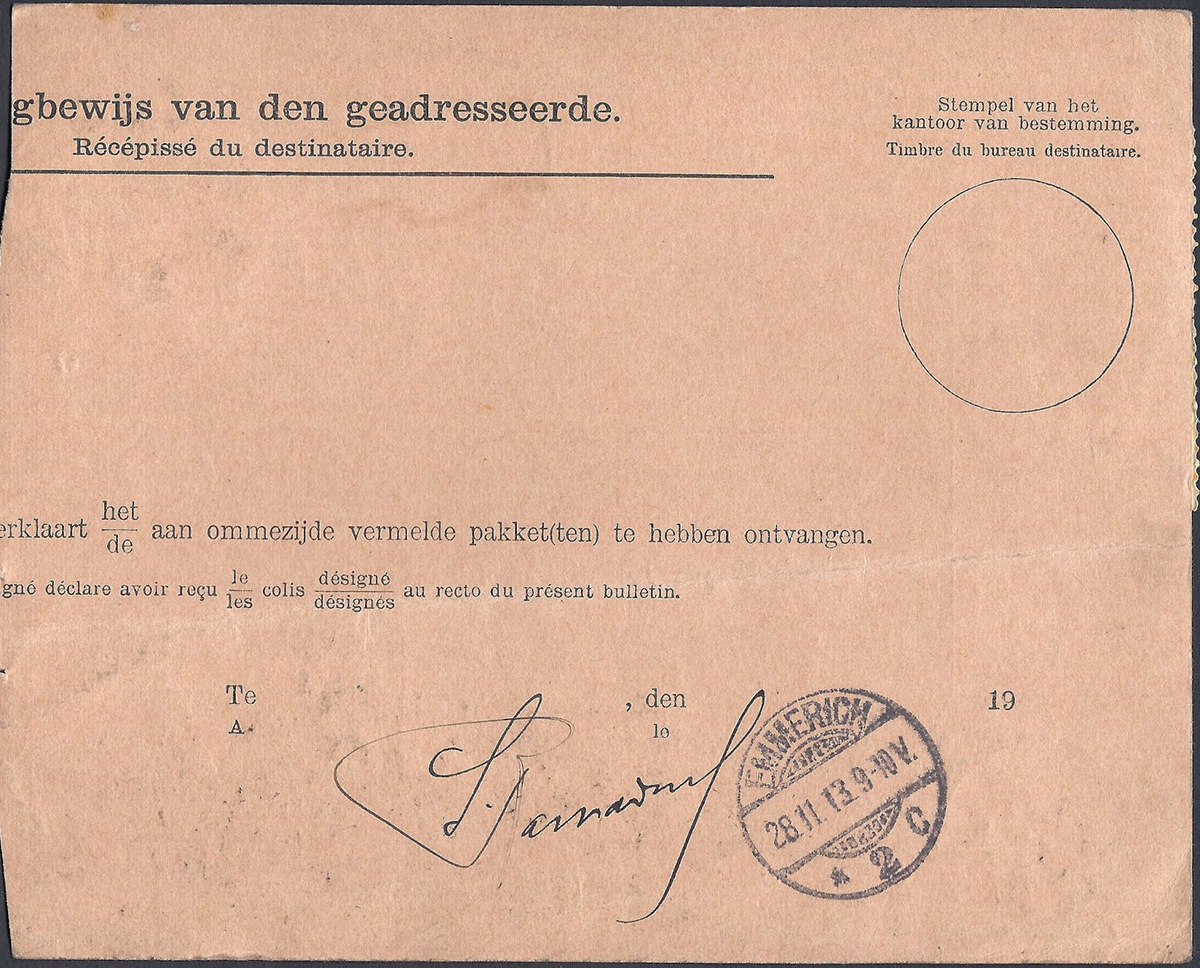 gbewijs van den geadresseerde.
Récépissé du destinataire.
Stempel van het
kantoor van bestemming.
Timbre du bureau destinataire.
erklaart het/de aan ommezijde vermelde pakket(ten) te hebben ontvangen.
gné déclare avoir reçu le/les colis désigné/désignés au recto du présent bulletin.
Te , den 19
A. le
EMMERICH
28.11.13.9-10 V.
* 2 C